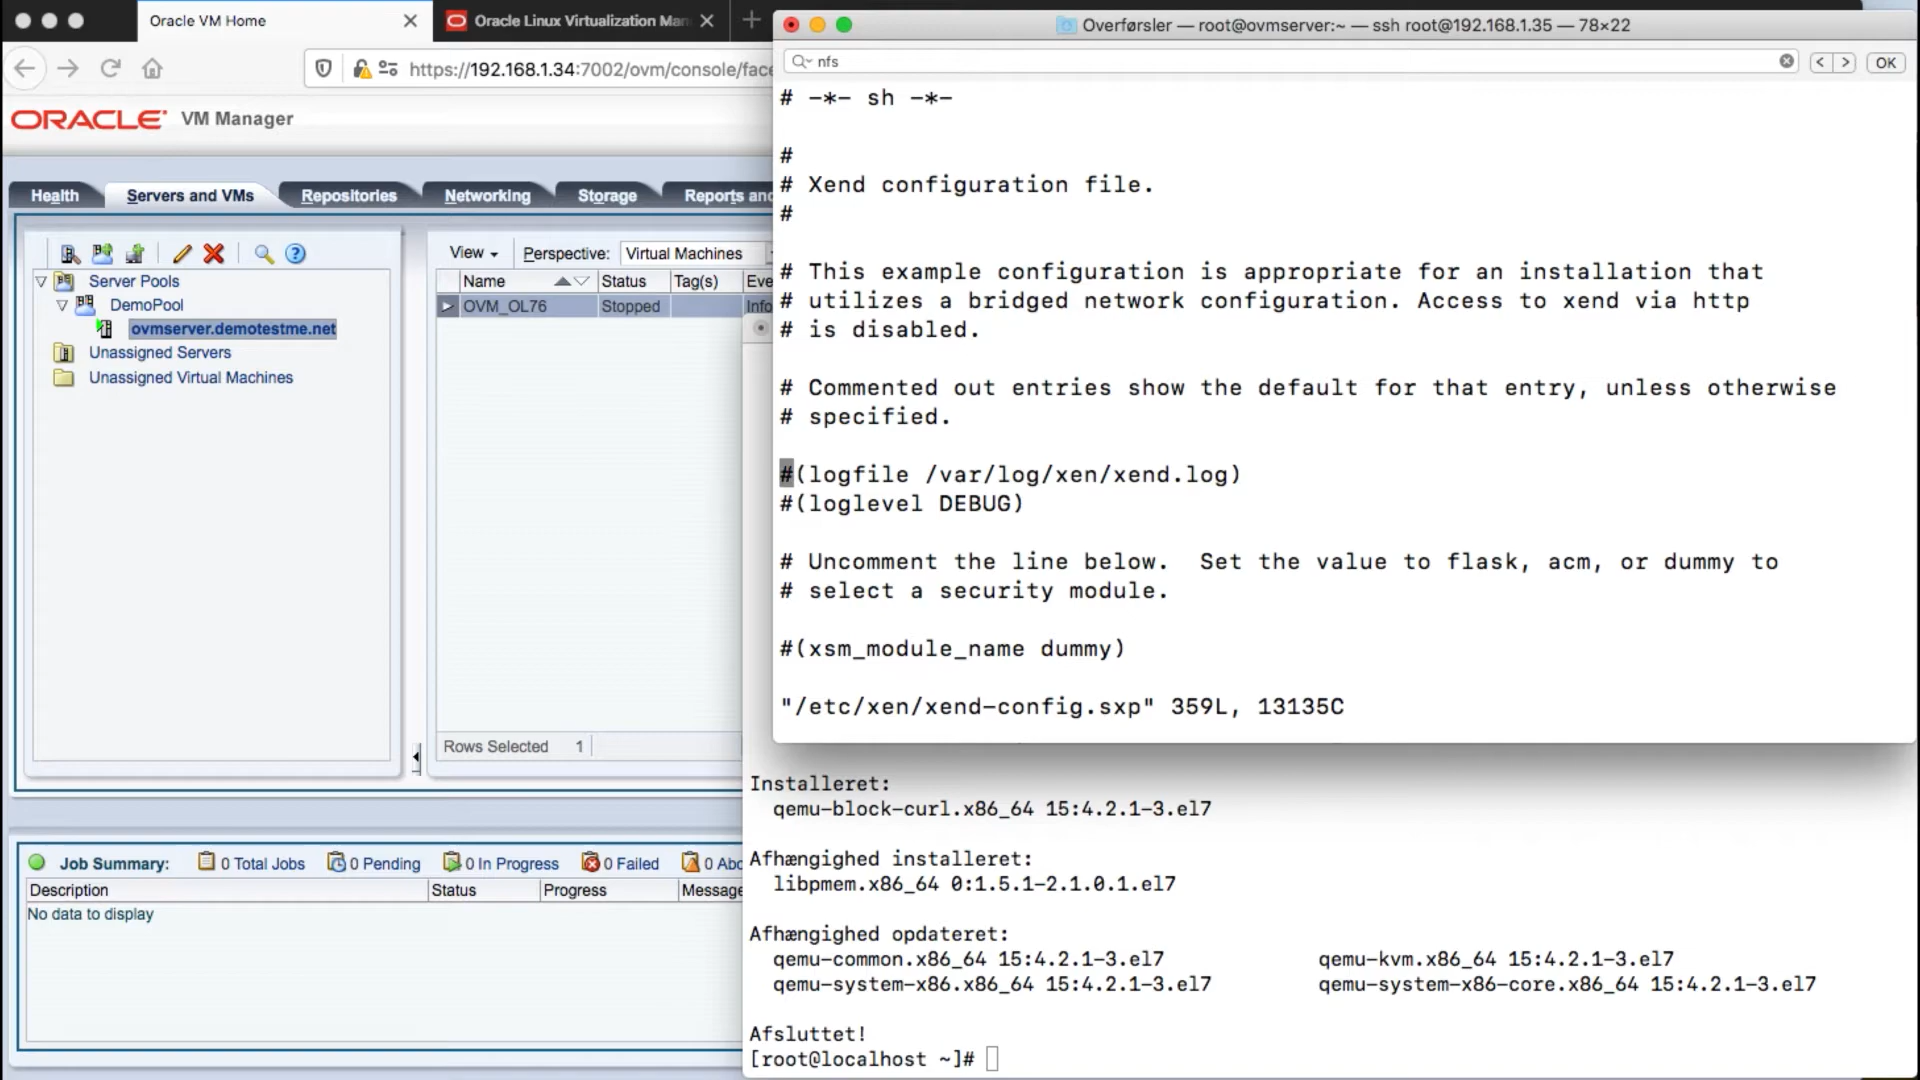 Oracle VM Home
Oracle Linux Virtualization Man
https://192.168.1.34:7002/ovm/console/face
ORACLE VM Manager
Health
Servers and VMs
Repositories
Networking
Storage
Reports and
View
Perspective:
Virtual Machines
Server Pools
DemoPool
ovmserver.demotestme.net
Unassigned Servers
Unassigned Virtual Machines
Name Status Tag(s) Eve
OVM_OL76 Stopped Info
Rows Selected 1
Job Summary: 0 Total Jobs 0 Pending 0 In Progress 0 Failed 0 Abo
Description Status Progress Message
No data to display
Overførsler — root@ovmserver:~ — ssh root@192.168.1.35 — 78×22
nfs
OK
# -*- sh -*-
#
# Xend configuration file.
#
# This example configuration is appropriate for an installation that
# utilizes a bridged network configuration. Access to xend via http
# is disabled.
# Commented out entries show the default for that entry, unless otherwise
# specified.
#(logfile /var/log/xen/xend.log)
#(loglevel DEBUG)
# Uncomment the line below.  Set the value to flask, acm, or dummy to
# select a security module.
#(xsm_module_name dummy)
"/etc/xen/xend-config.sxp" 359L, 13135C
Installeret:
qemu-block-curl.x86_64 15:4.2.1-3.el7
Afhængighed installeret:
libpmem.x86_64 0:1.5.1-2.1.0.1.el7
Afhængighed opdateret:
qemu-common.x86_64 15:4.2.1-3.el7 qemu-kvm.x86_64 15:4.2.1-3.el7
qemu-system-x86.x86_64 15:4.2.1-3.el7 qemu-system-x86-core.x86_64 15:4.2.1-3.el7
Afsluttet!
[root@localhost ~]#